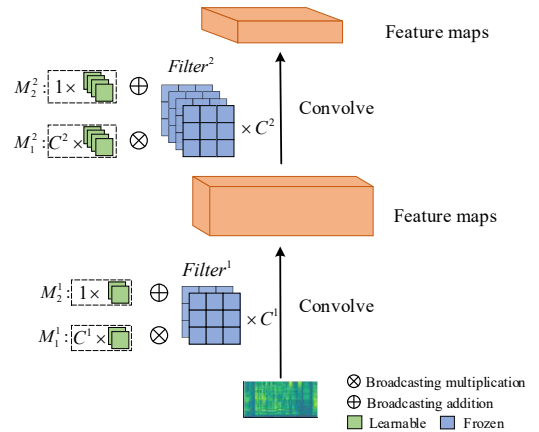 Feature maps
Filter²
M₂² : 1 × ⊕
Convolve
M₁² : C² × ⊗ × C²
Feature maps
Filter¹
M₂¹ : 1 × ⊕
× C¹ Convolve
M₁¹ : C¹ × ⊗
⊗ Broadcasting multiplication
⊕ Broadcasting addition
Learnable Frozen